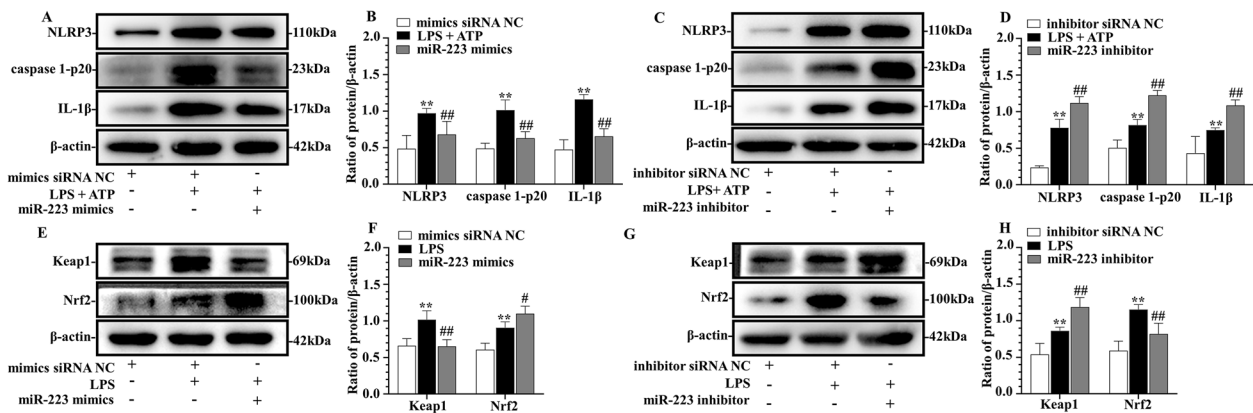 A
NLRP3 110kDa
caspase 1-p20 23kDa
IL-1β 17kDa
β-actin 42kDa
mimics siRNA NC + + -
LPS + ATP - + +
miR-223 mimics - - +
B
mimics siRNA NC
LPS + ATP
miR-223 mimics
Ratio of protein/β-actin
2.0
1.5
1.0
0.5
0.0
** ## ** ## ** ##
NLRP3 caspase 1-p20 IL-1β
C
NLRP3 110kDa
caspase 1-p20 23kDa
IL-1β 17kDa
β-actin 42kDa
inhibitor siRNA NC + + -
LPS+ ATP - + +
miR-223 inhibitor - - +
D
inhibitor siRNA NC
LPS + ATP
miR-223 inhibitor
Ratio of protein/β-actin
2.0
1.5
1.0
0.5
0.0
** ## ** ## ** ##
NLRP3 caspase 1-p20 IL-1β
E
Keap1 69kDa
Nrf2 100kDa
β-actin 42kDa
mimics siRNA NC + + -
LPS - + +
miR-223 mimics - - +
F
mimics siRNA NC
LPS
miR-223 mimics
Ratio of protein/β-actin
2.0
1.5
1.0
0.5
0.0
** ## ** #
Keap1 Nrf2
G
Keap1 69kDa
Nrf2 100kDa
β-actin 42kDa
inhibitor siRNA NC + + -
LPS - + +
miR-223 inhibitor - - +
H
inhibitor siRNA NC
LPS
miR-223 inhibitor
Ratio of protein/β-actin
2.0
1.5
1.0
0.5
0.0
** ## ** ##
Keap1 Nrf2